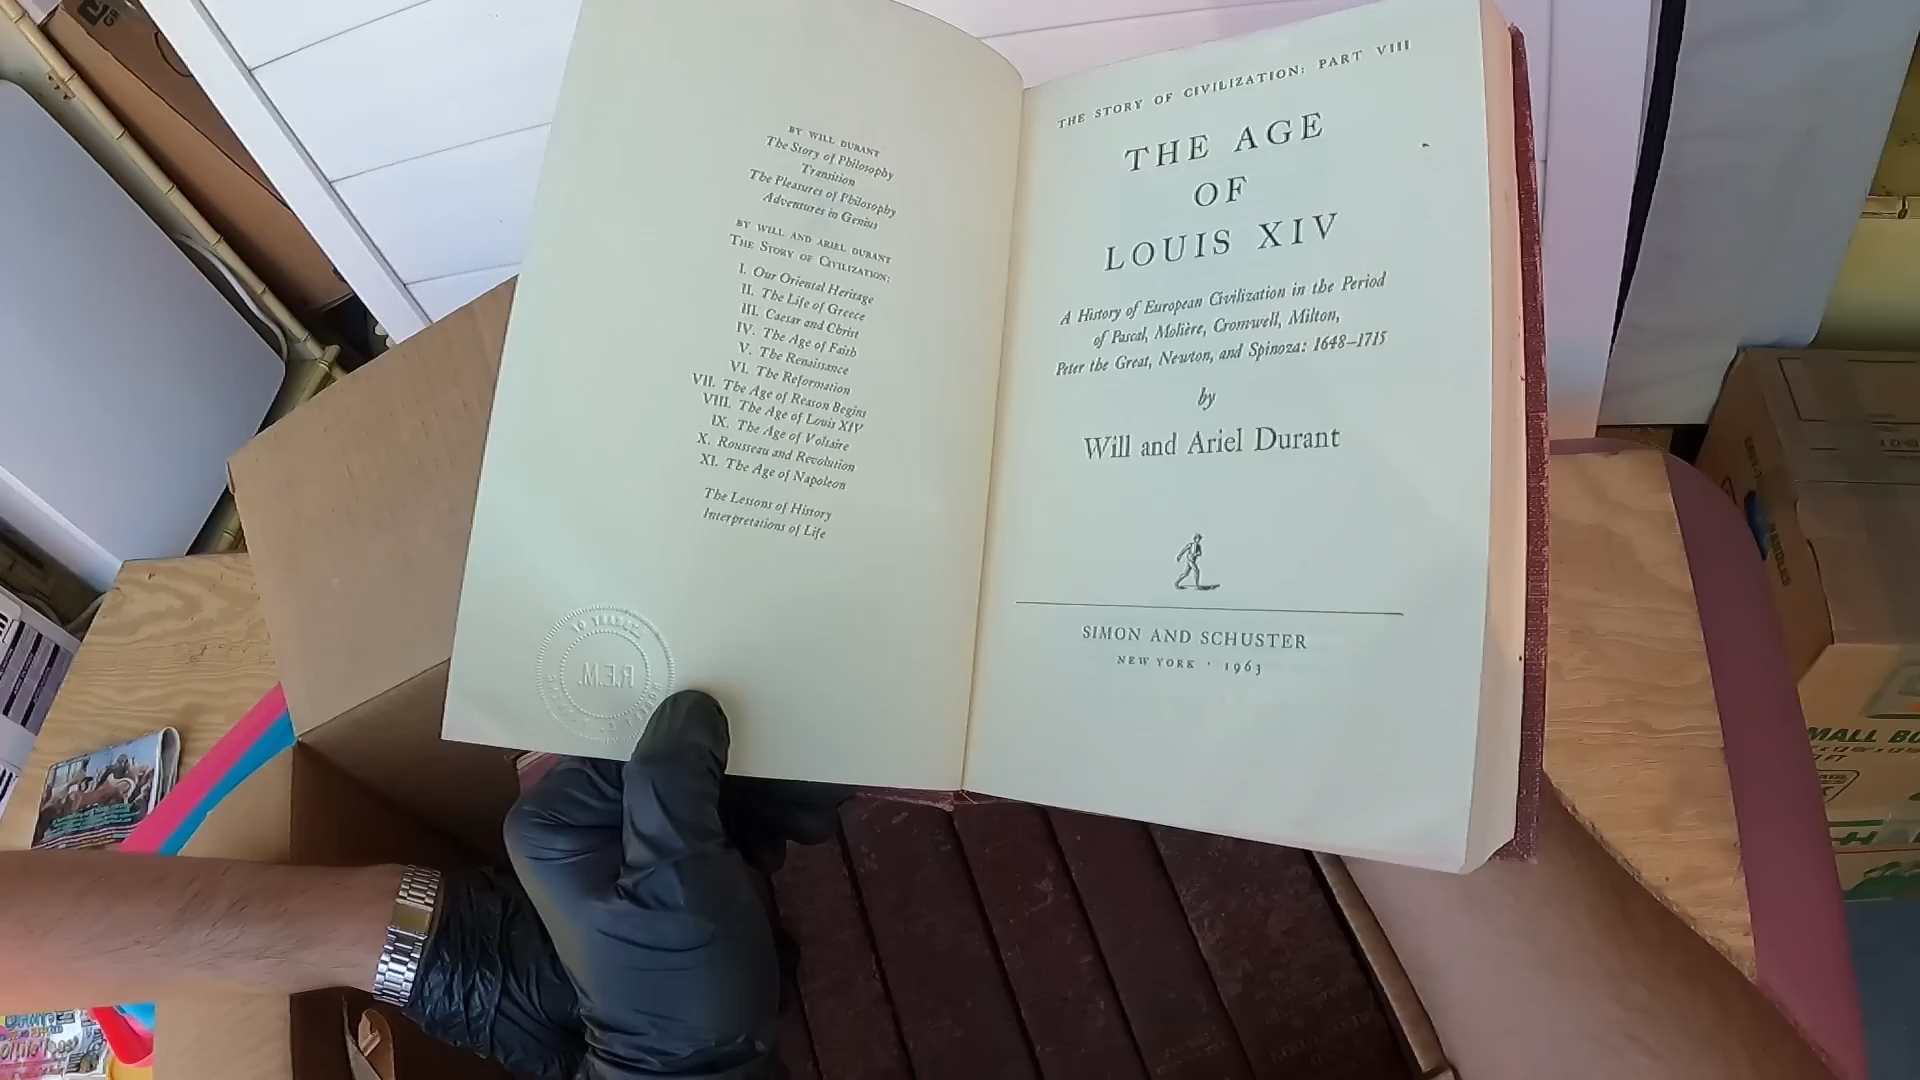 BY WILL DURANT
The Story of Philosophy
Transition
The Pleasures of Philosophy
Adventures in Genius
BY WILL AND ARIEL DURANT
THE STORY OF CIVILIZATION:
I. Our Oriental Heritage
II. The Life of Greece
III. Caesar and Christ
IV. The Age of Faith
V. The Renaissance
VI. The Reformation
VII. The Age of Reason Begins
VIII. The Age of Louis XIV
IX. The Age of Voltaire
X. Rousseau and Revolution
XI. The Age of Napoleon
The Lessons of History
Interpretations of Life
R.E.M.
THE STORY OF CIVILIZATION: PART VIII
THE AGE
OF
LOUIS XIV
A History of European Civilization in the Period
of Pascal, Molière, Cromwell, Milton,
Peter the Great, Newton, and Spinoza: 1648–1715
by
Will and Ariel Durant
SIMON AND SCHUSTER
NEW YORK · 1963
MALL BO